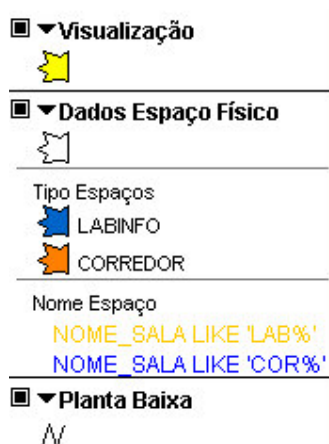 Visualização
Dados Espaço Físico
Tipo Espaços
LABINFO
CORREDOR
Nome Espaço
NOME_SALA LIKE 'LAB%'
NOME_SALA LIKE 'COR%'
Planta Baixa